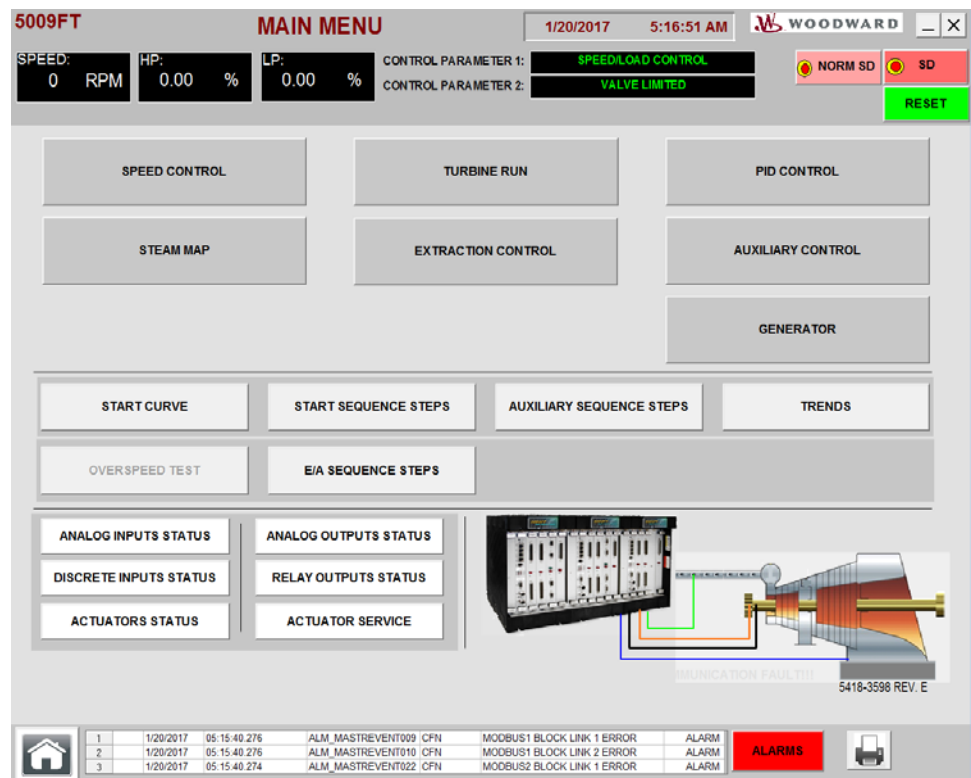 5009FT MAIN MENU 1/20/2017 5:16:51 AM WOODWARD
SPEED: HP: LP: CONTROL PARAMETER 1: SPEED/LOAD CONTROL NORM SD SD
0 RPM 0.00 % 0.00 % CONTROL PARAMETER 2: VALVE LIMITED
RESET
SPEED CONTROL TURBINE RUN PID CONTROL
STEAM MAP EXTRACTION CONTROL AUXILIARY CONTROL
GENERATOR
START CURVE START SEQUENCE STEPS AUXILIARY SEQUENCE STEPS TRENDS
OVERSPEED TEST E/A SEQUENCE STEPS
ANALOG INPUTS STATUS ANALOG OUTPUTS STATUS
DISCRETE INPUTS STATUS RELAY OUTPUTS STATUS
ACTUATORS STATUS ACTUATOR SERVICE
MUNICATION FAULT!!!
5418-3598 REV. E
1 1/20/2017 05:15:40.276 ALM_MASTREVENT009 CFN MODBUS1 BLOCK LINK 1 ERROR ALARM
2 1/20/2017 05:15:40.276 ALM_MASTREVENT010 CFN MODBUS1 BLOCK LINK 2 ERROR ALARM
3 1/20/2017 05:15:40.274 ALM_MASTREVENT022 CFN MODBUS2 BLOCK LINK 1 ERROR ALARM
ALARMS